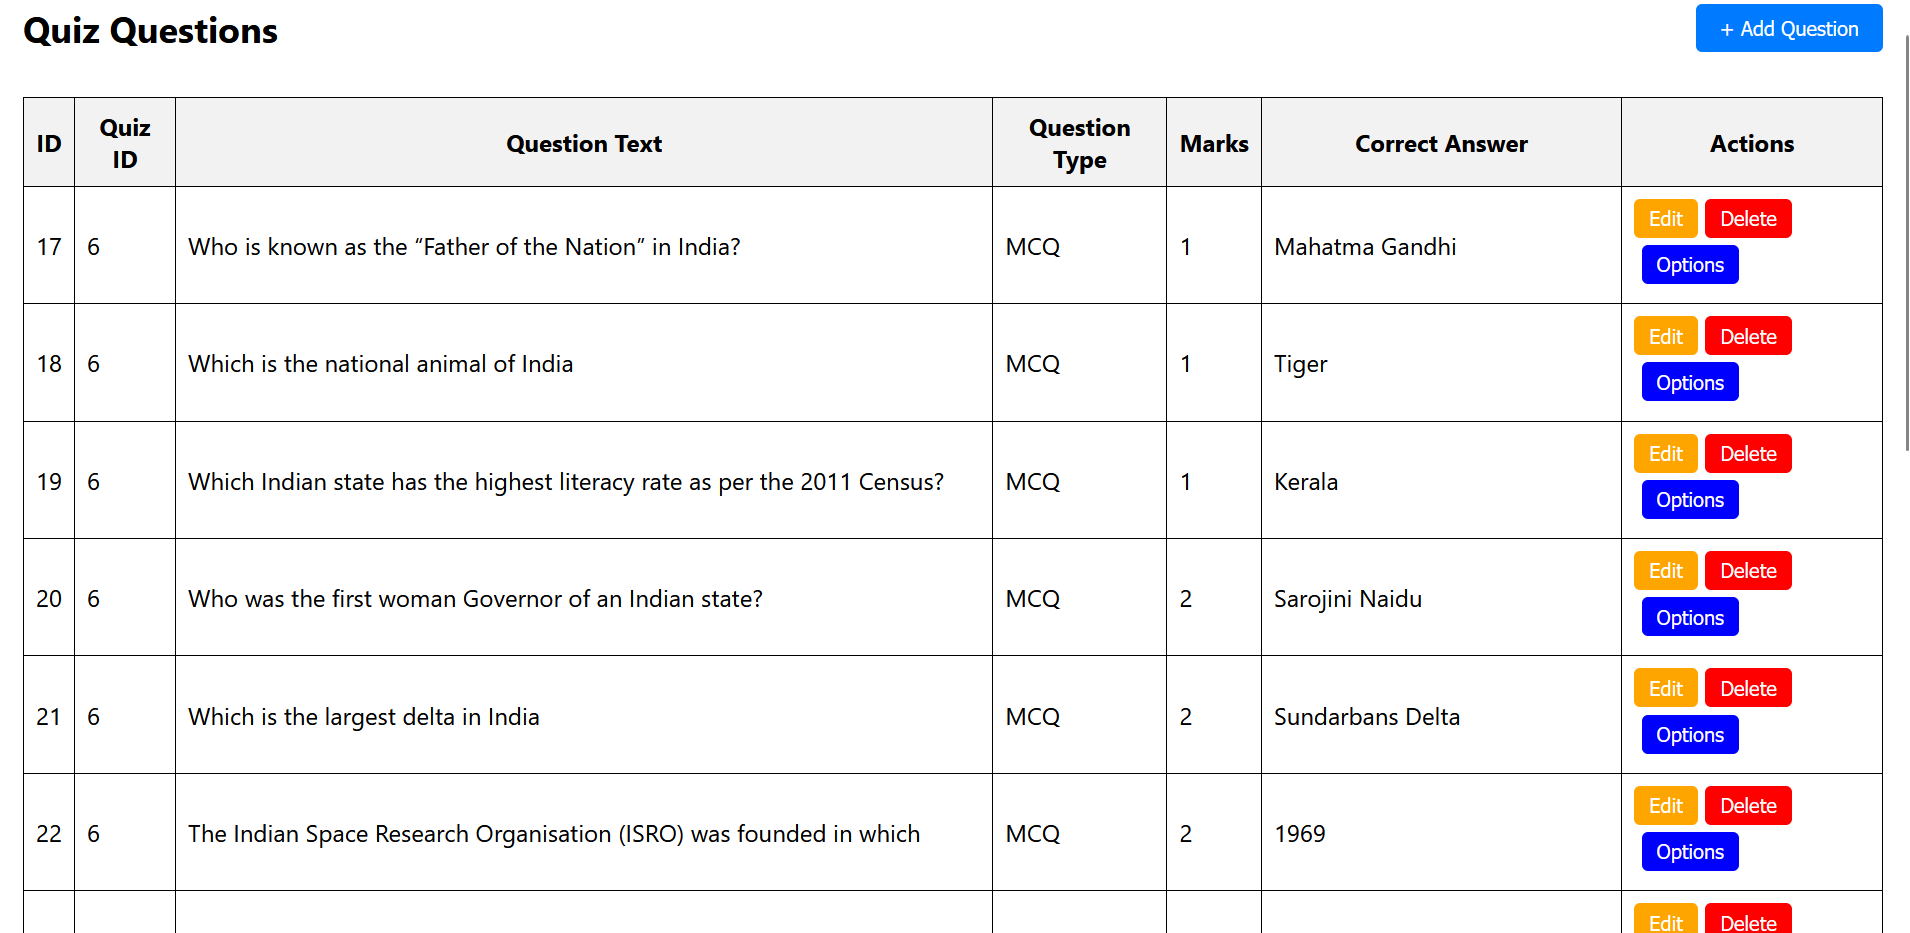 Quiz Questions
+ Add Question
ID Quiz ID Question Text Question Type Marks Correct Answer Actions
17 6 Who is known as the “Father of the Nation” in India? MCQ 1 Mahatma Gandhi Edit Delete
Options
18 6 Which is the national animal of India MCQ 1 Tiger Edit Delete
Options
19 6 Which Indian state has the highest literacy rate as per the 2011 Census? MCQ 1 Kerala Edit Delete
Options
20 6 Who was the first woman Governor of an Indian state? MCQ 2 Sarojini Naidu Edit Delete
Options
21 6 Which is the largest delta in India MCQ 2 Sundarbans Delta Edit Delete
Options
22 6 The Indian Space Research Organisation (ISRO) was founded in which MCQ 2 1969 Edit Delete
Options
Edit Delete